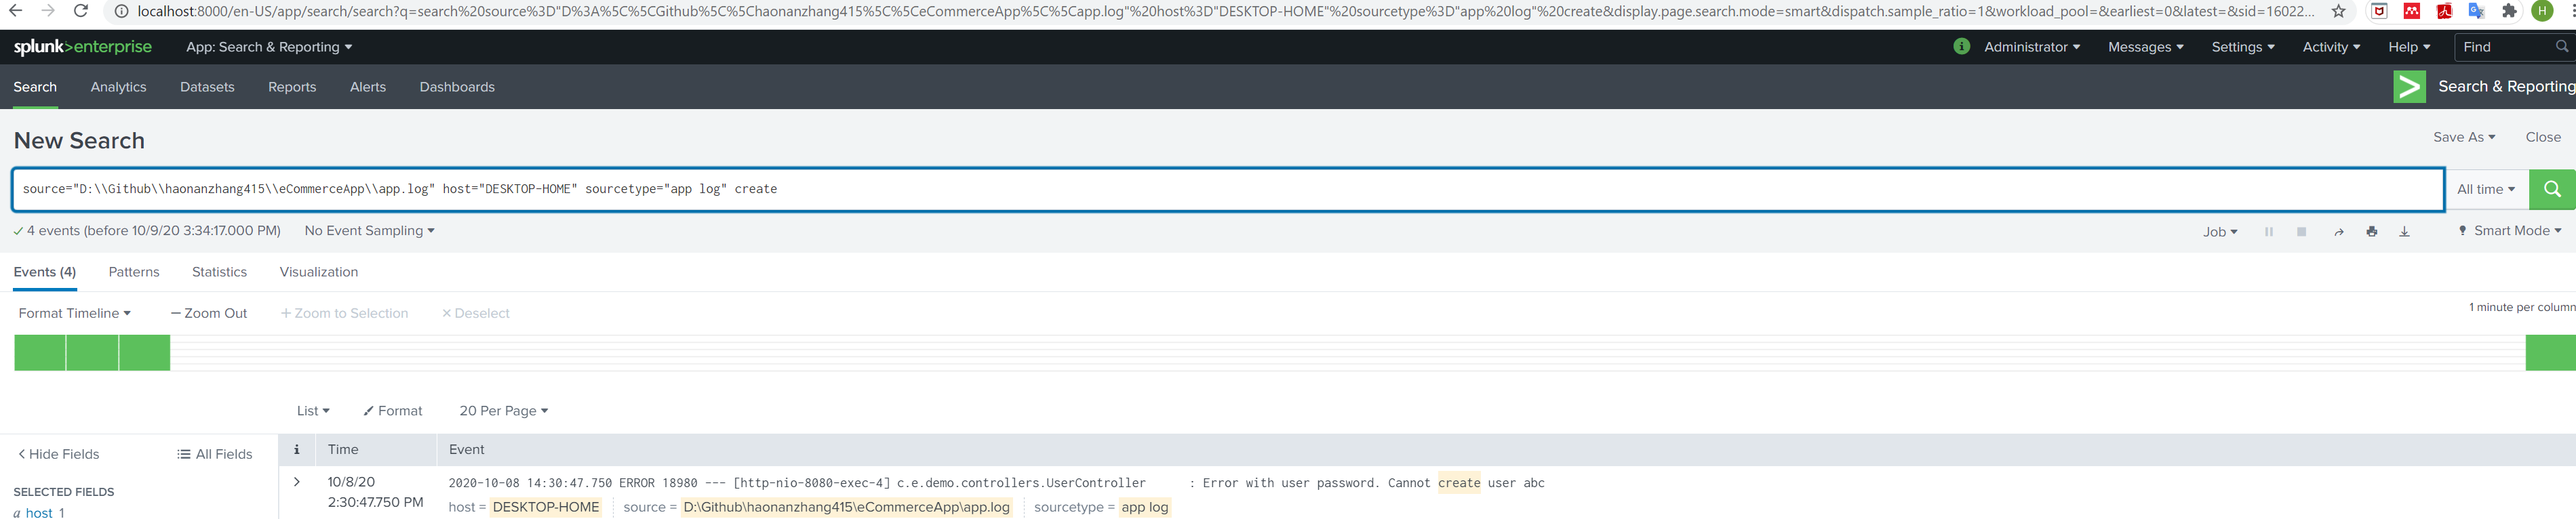 localhost:8000/en-US/app/search/search?q=search%20source%3D"D%3A%5C%5CGithub%5C%5Chaonanzhang415%5C%5CeCommerceApp%5C%5Capp.log"%20host%3D"DESKTOP-HOME"%20sourcetype%3D"app%20log"%20create&display.page.search.mode=smart&dispatch.sample_ratio=1&workload_pool=&earliest=0&latest=&sid=16022... H
splunk>enterprise App: Search & Reporting Administrator Messages Settings Activity Help Find
Search Analytics Datasets Reports Alerts Dashboards Search & Reporting
New Search Save As Close
source="D:\\Github\\haonanzhang415\\eCommerceApp\\app.log" host="DESKTOP-HOME" sourcetype="app log" create All time
4 events (before 10/9/20 3:34:17.000 PM) No Event Sampling Job Smart Mode
Events (4) Patterns Statistics Visualization
Format Timeline — Zoom Out + Zoom to Selection × Deselect 1 minute per column
List Format 20 Per Page
< Hide Fields All Fields i Time Event
SELECTED FIELDS
a host 1
> 10/8/20
2:30:47.750 PM
2020-10-08 14:30:47.750 ERROR 18980 --- [http-nio-8080-exec-4] c.e.demo.controllers.UserController : Error with user password. Cannot create user abc
host = DESKTOP-HOME source = D:\Github\haonanzhang415\eCommerceApp\app.log sourcetype = app log